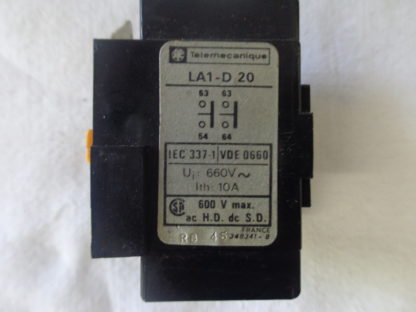 Telemecanique
LA1-D 20
53 63
54 64
IEC 337-1 VDE 0660
Ui: 660V~
Ith: 10A
SA 600 V max.
ac H.D. dc S.D.
FRANCE